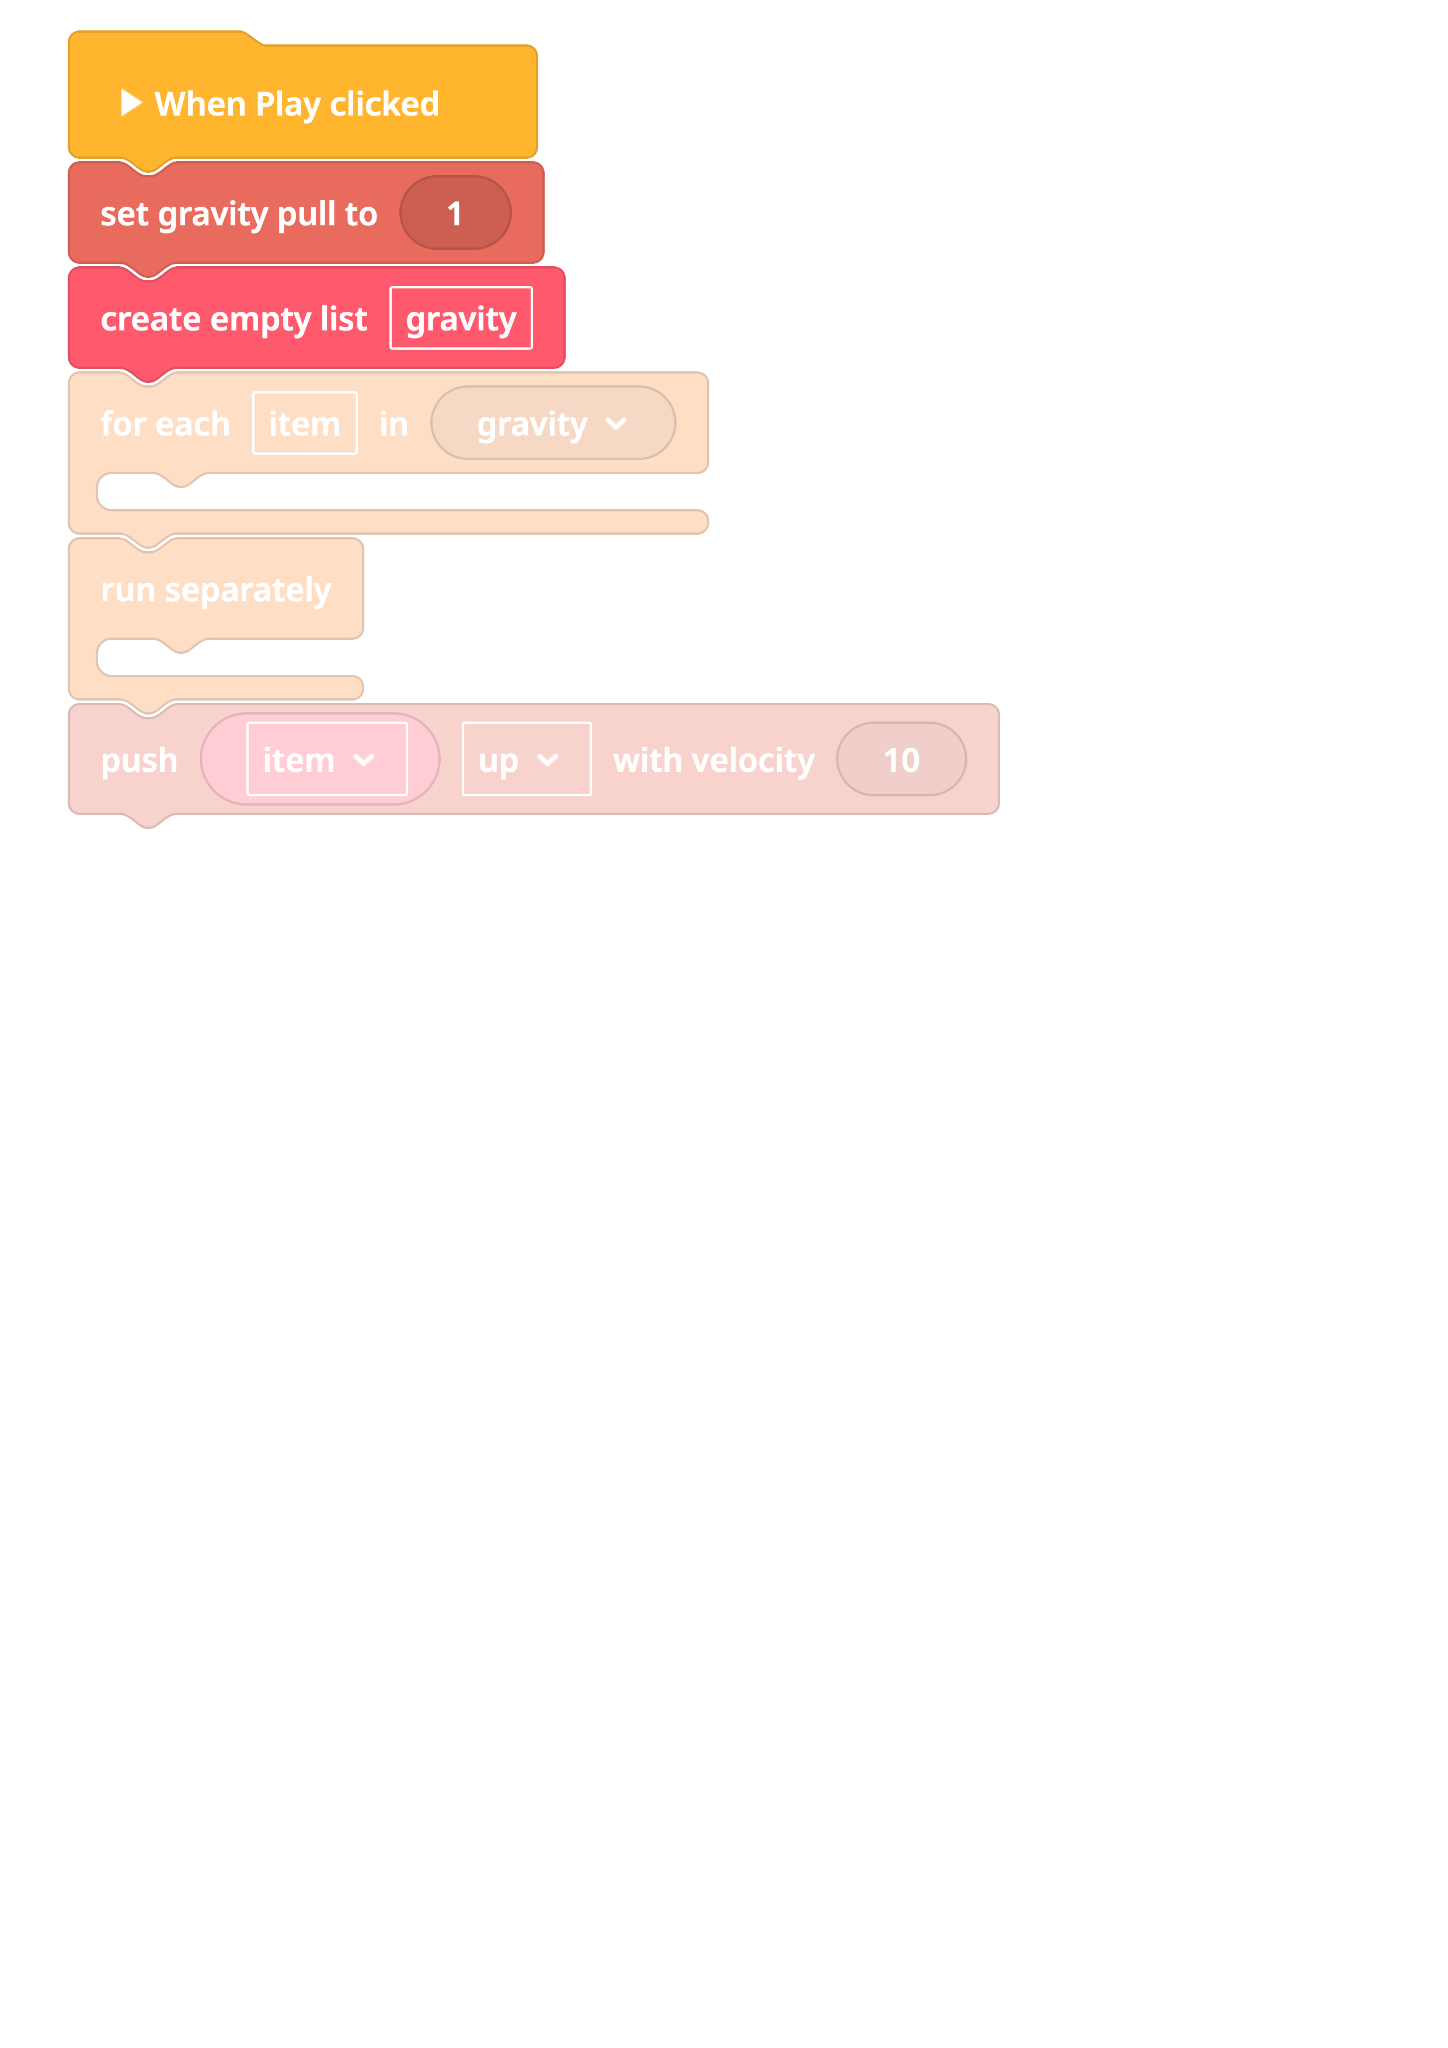 When Play clicked
set gravity pull to 1
create empty list gravity
for each item in gravity
run separately
push item up with velocity 10